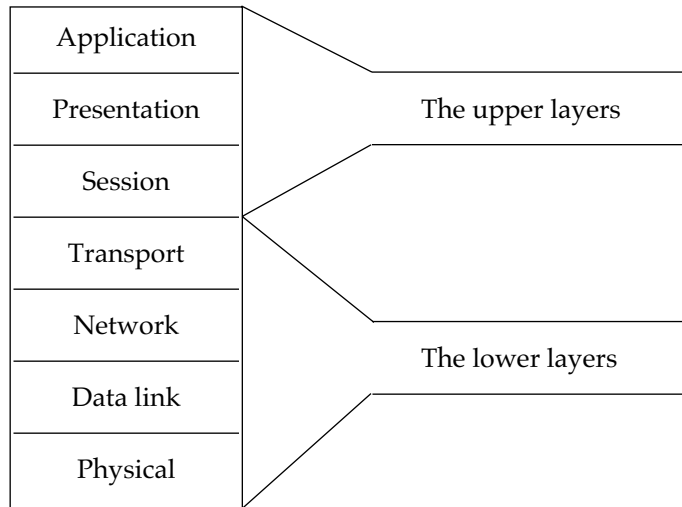 Application
Presentation
Session
Transport
Network
Data link
Physical
The upper layers
The lower layers